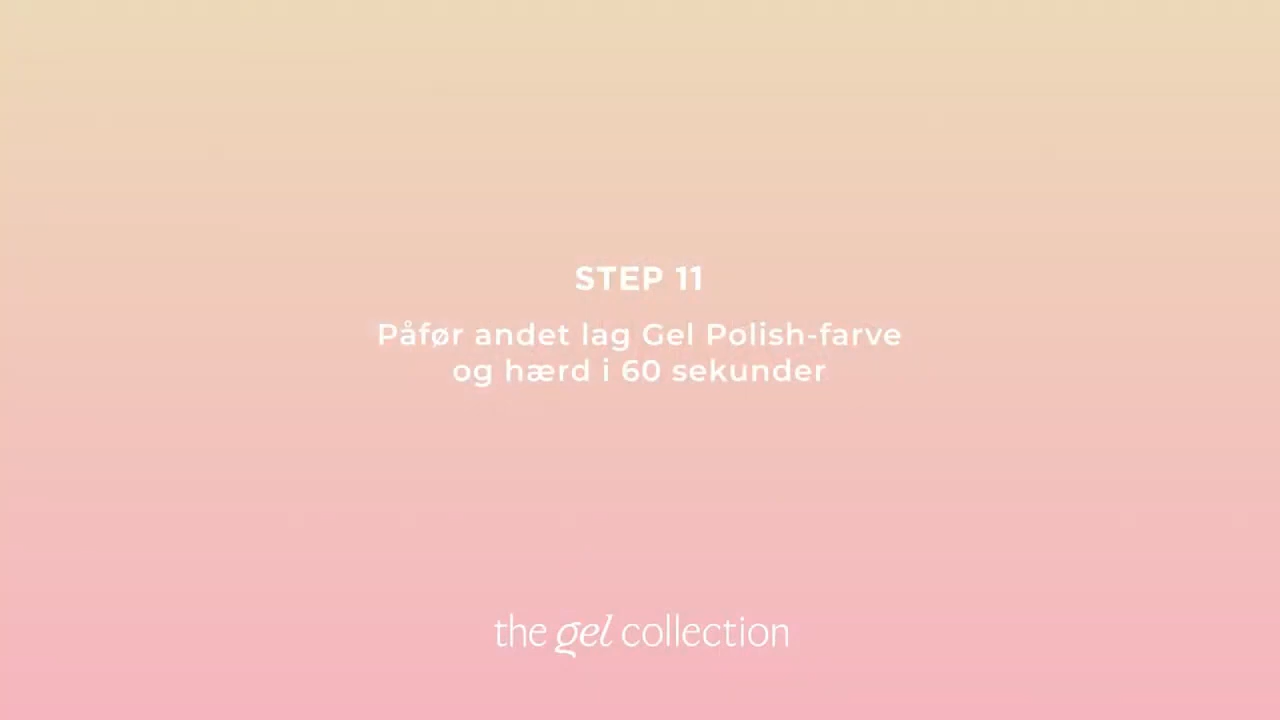 STEP 11
Påfør andet lag Gel Polish-farve
og hærd i 60 sekunder
the gel collection